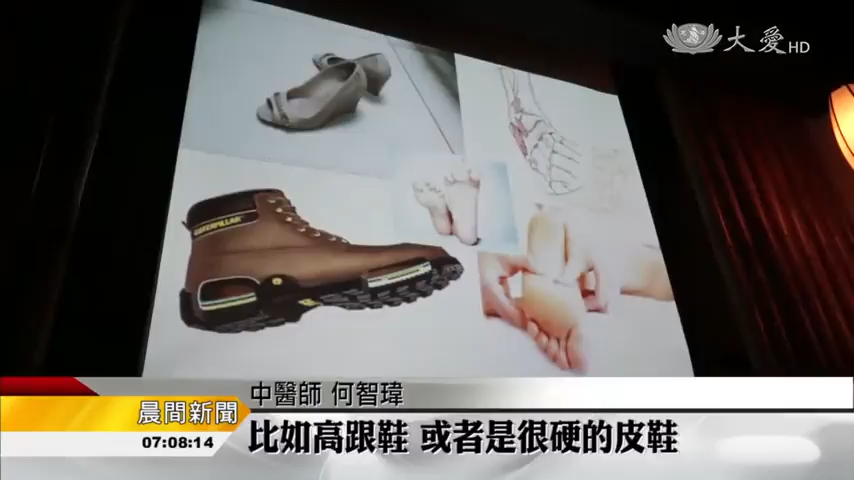 大愛HD
CATERPILLAR
中醫師 何智瑋
晨間新聞
比如高跟鞋 或者是很硬的皮鞋
07:08:14